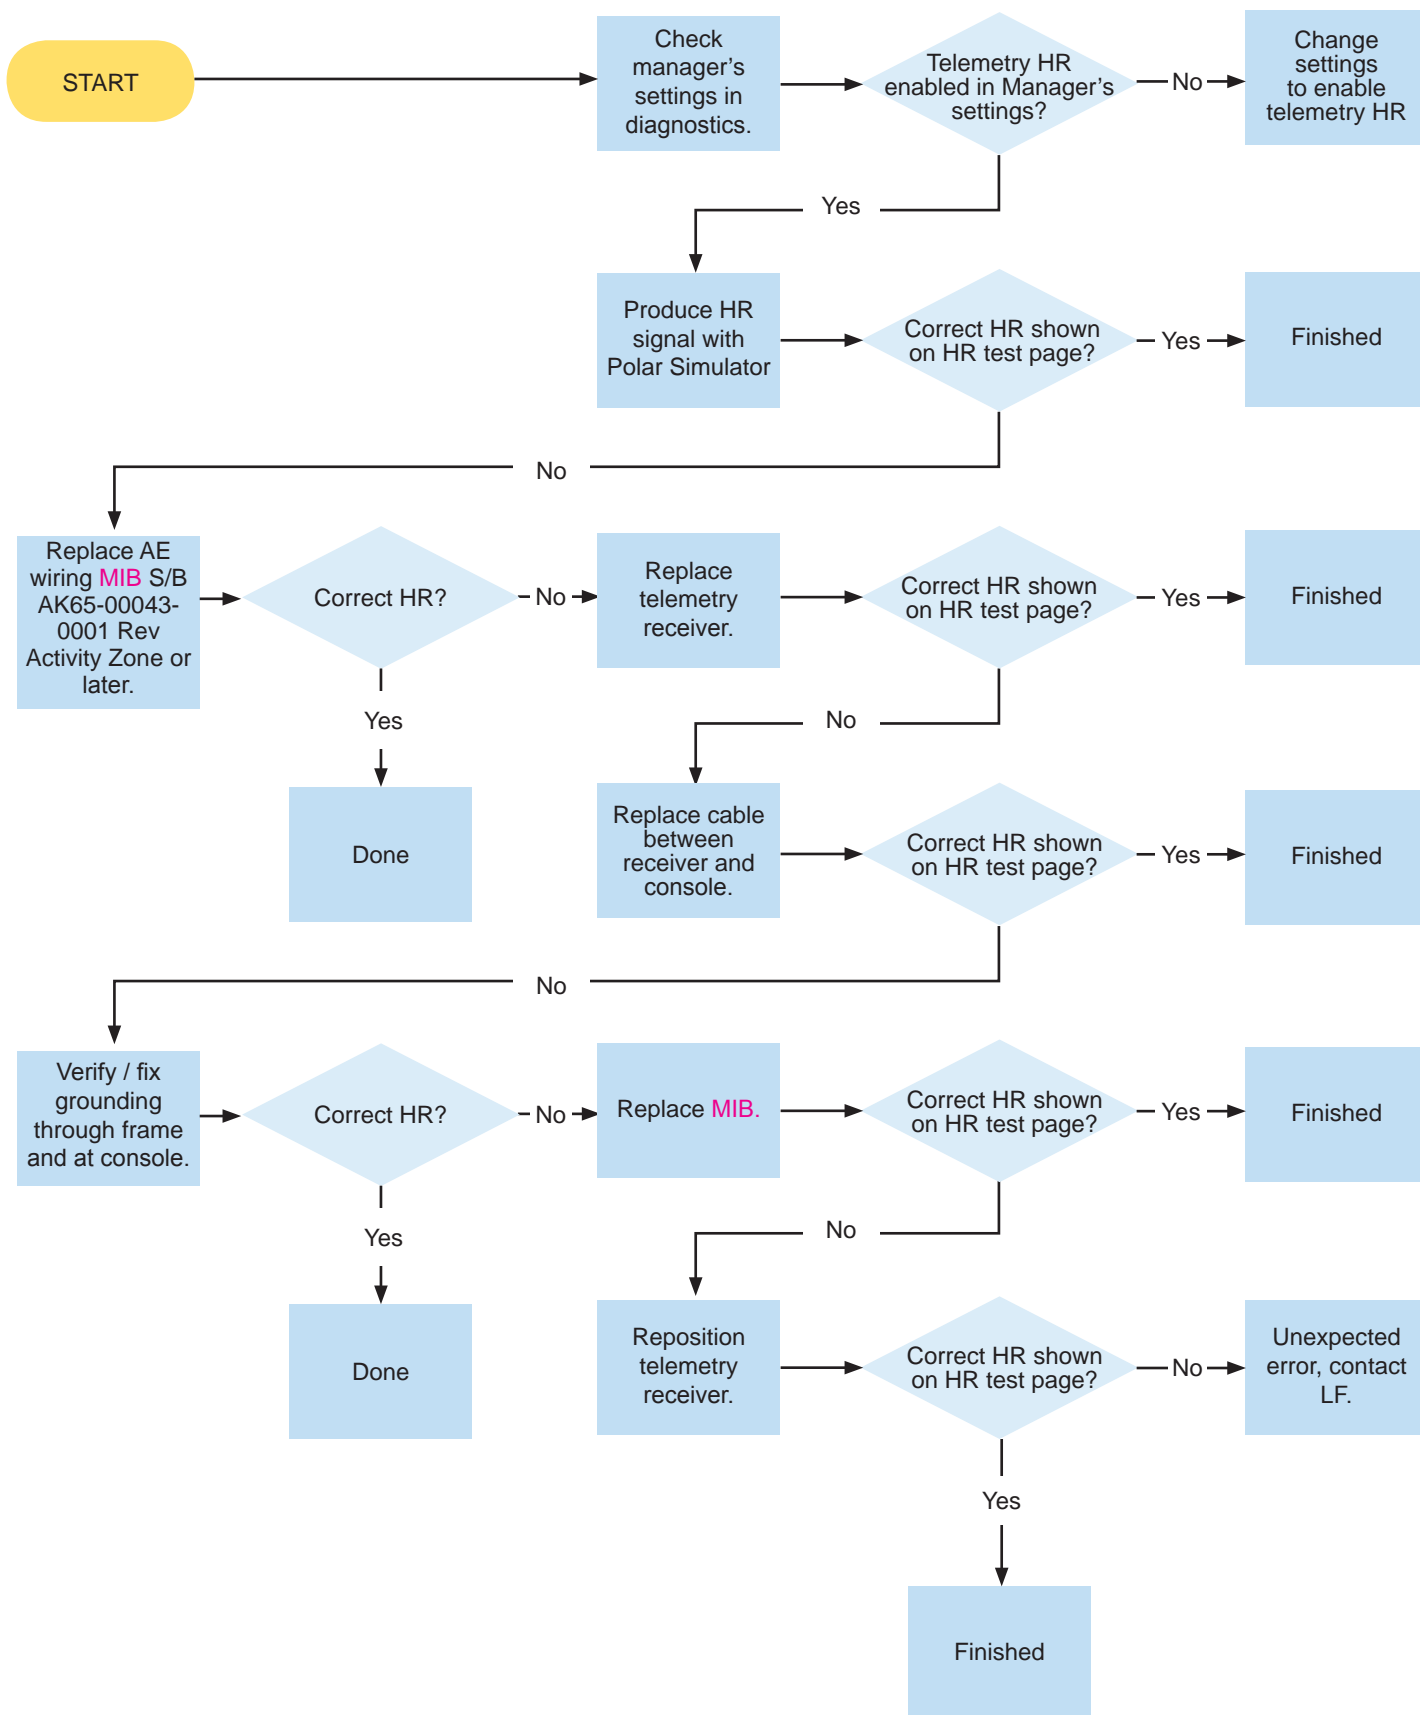 START
Check
manager's
settings in
diagnostics.
Telemetry HR
enabled in Manager's
settings?
No
Change
settings
to enable
telemetry HR
Yes
Produce HR
signal with
Polar Simulator
Correct HR shown
on HR test page?
Yes
Finished
No
Replace AE
wiring MIB S/B
AK65-00043-
0001 Rev
Activity Zone or
later.
Correct HR?
No
Replace
telemetry
receiver.
Correct HR shown
on HR test page?
Yes
Finished
Yes
Done
No
Replace cable
between
receiver and
console.
Correct HR shown
on HR test page?
Yes
Finished
No
Verify / fix
grounding
through frame
and at console.
Correct HR?
No
Replace MIB.
Correct HR shown
on HR test page?
Yes
Finished
Yes
Done
No
Reposition
telemetry
receiver.
Correct HR shown
on HR test page?
No
Unexpected
error, contact
LF.
Yes
Finished